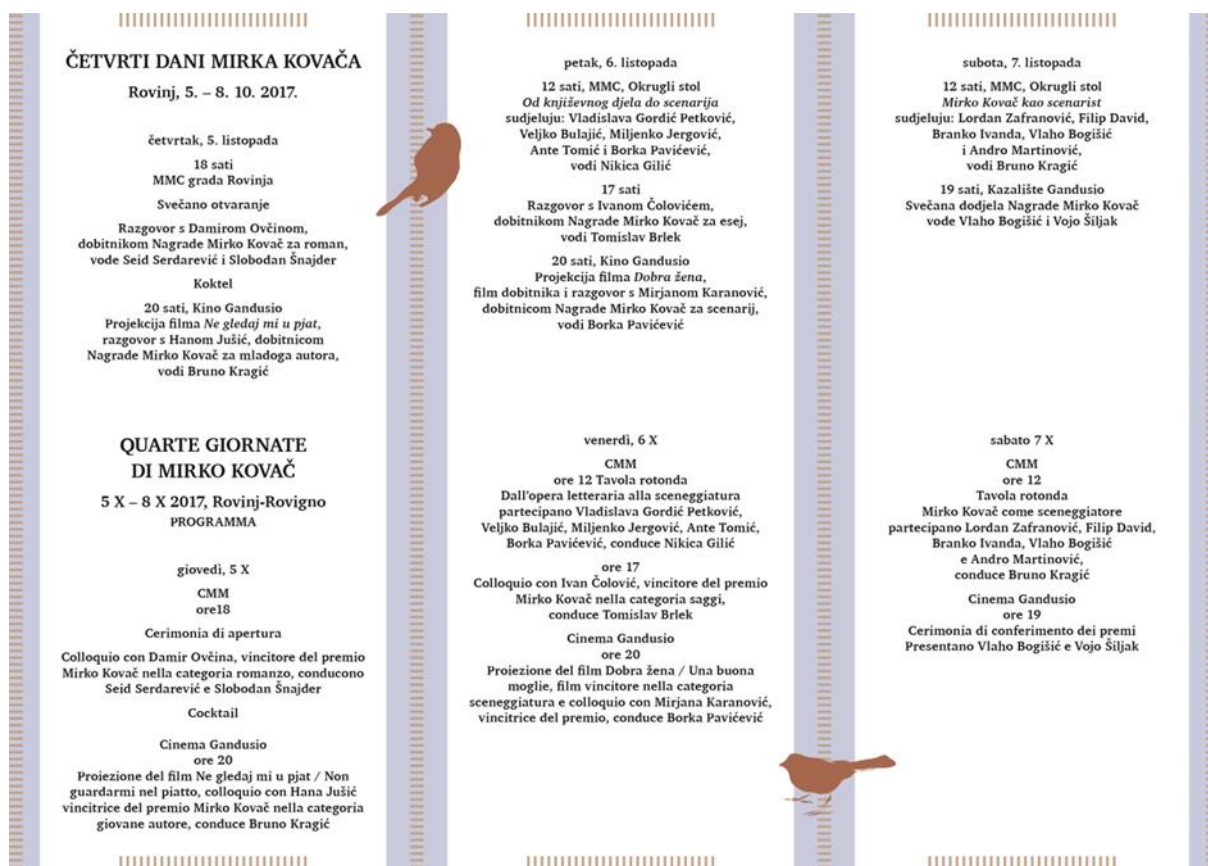 ČETVRTI DANI MIRKA KOVAČA
Rovinj, 5. – 8. 10. 2017.
četvrtak, 5. listopada
18 sati
MMC grada Rovinja
Svečano otvaranje
Razgovor s Damirom Ovčinom,
dobitnikom Nagrade Mirko Kovač za roman,
vode Seid Serdarević i Slobodan Šnajder
Koktel
20 sati, Kino Gandusio
Projekcija filma Ne gledaj mi u pjat,
razgovor s Hanom Jušić, dobitnicom
Nagrade Mirko Kovač za mladoga autora,
vodi Bruno Kragić
petak, 6. listopada
12 sati, MMC, Okrugli stol
Od književnog djela do scenarija
sudjeluju: Vladislava Gordić Petković,
Veljko Bulajić, Miljenko Jergović,
Ante Tomić i Borka Pavićević,
vodi Nikica Gilić
17 sati
Razgovor s Ivanom Čolovićem,
dobitnikom Nagrade Mirko Kovač za esej,
vodi Tomislav Brlek
20 sati, Kino Gandusio
Projekcija filma Dobra žena,
film dobitnika i razgovor s Mirjanom Karanović,
dobitnicom Nagrade Mirko Kovač za scenarij,
vodi Borka Pavićević
subota, 7. listopada
12 sati, MMC, Okrugli stol
Mirko Kovač kao scenarist
sudjeluju: Lordan Zafranović, Filip David,
Branko Ivanda, Vlaho Bogišić
i Andro Martinović,
vodi Bruno Kragić
19 sati, Kazalište Gandusio
Svečana dodjela Nagrade Mirko Kovač
vode Vlaho Bogišić i Vojo Šiljak
QUARTE GIORNATE
DI MIRKO KOVAČ
5 X – 8 X 2017, Rovinj-Rovigno
PROGRAMMA
giovedì, 5 X
CMM
ore18
Cerimonia di apertura
Colloquio con Damir Ovčina, vincitore del premio
Mirko Kovač nella categoria romanzo, conducono
Seid Serdarević e Slobodan Šnajder
Cocktail
Cinema Gandusio
ore 20
Proiezione del film Ne gledaj mi u pjat / Non
guardarmi nel piatto, colloquio con Hana Jušić
vincitrice del premio Mirko Kovač nella categoria
giovane autore, conduce Bruno Kragić
venerdì, 6 X
CMM
ore 12 Tavola rotonda
Dall'opera letteraria alla sceneggiatura
partecipano Vladislava Gordić Petković,
Veljko Bulajić, Miljenko Jergović, Ante Tomić,
Borka Pavićević, conduce Nikica Gilić
ore 17
Colloquio con Ivan Čolović, vincitore del premio
Mirko Kovač nella categoria saggi,
conduce Tomislav Brlek
Cinema Gandusio
ore 20
Proiezione del film Dobra žena / Una buona
moglie, film vincitore nella categoria
sceneggiatura e colloquio con Mirjana Karanović,
vincitrice del premio, conduce Borka Pavićević
sabato 7 X
CMM
ore 12
Tavola rotonda
Mirko Kovač come sceneggiatore
partecipano Lordan Zafranović, Filip David,
Branko Ivanda, Vlaho Bogišić
e Andro Martinović,
conduce Bruno Kragić
Cinema Gandusio
ore 19
Cerimonia di conferimento dei premi
Presentano Vlaho Bogišić e Vojo Šiljak